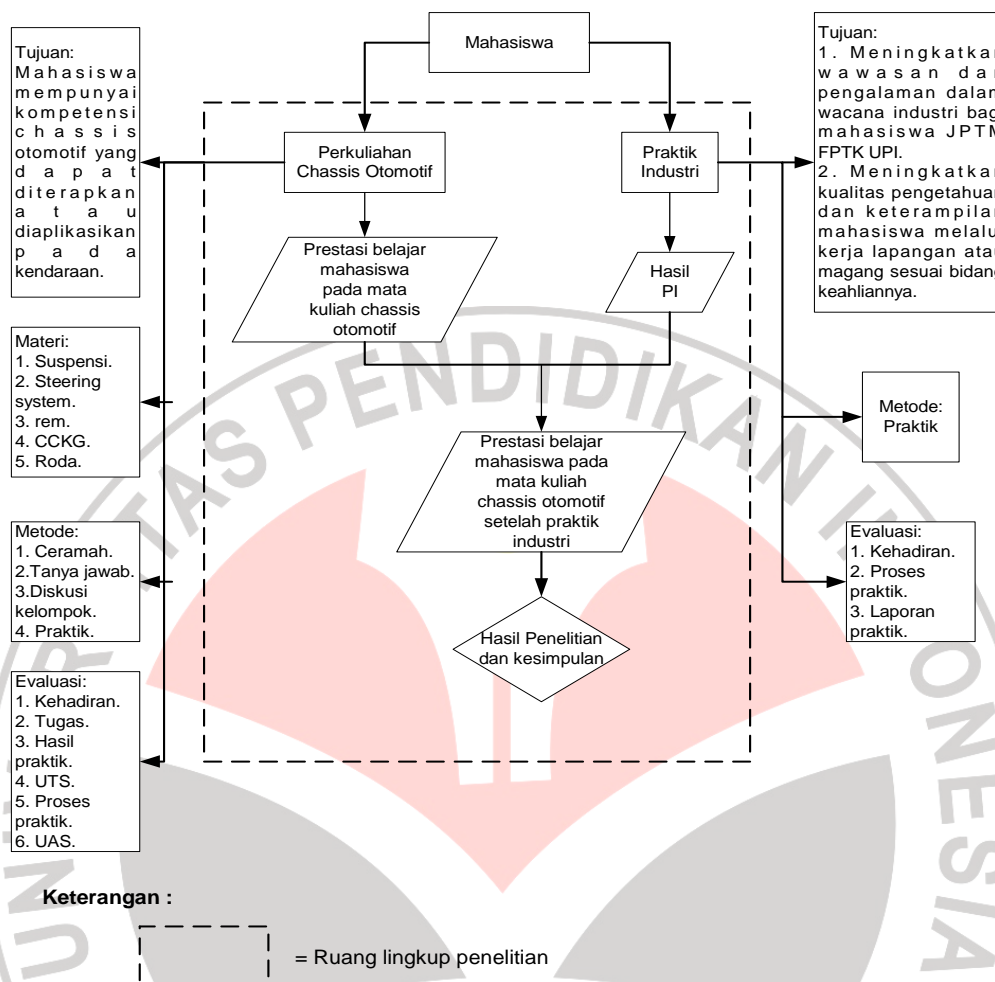 Mahasiswa
Tujuan:
Mahasiswa
mempunyai
kompetensi
chassis
otomotif yang
dapat
diterapkan
atau
diaplikasikan
pada
kendaraan.
Perkuliahan
Chassis Otomotif
Praktik
Industri
Tujuan:
1. Meningkatkan
wawasan dan
pengalaman dalam
wacana industri bagi
mahasiswa JPTM
FPTK UPI.
2. Meningkatkan
kualitas pengetahuan
dan keterampilan
mahasiswa melalui
kerja lapangan atau
magang sesuai bidang
keahliannya.
Prestasi belajar
mahasiswa
pada mata
kuliah chassis
otomotif
Hasil
PI
Materi:
1. Suspensi.
2. Steering
system.
3. rem.
4. CCKG.
5. Roda.
Metode:
Praktik
Prestasi belajar
mahasiswa pada
mata kuliah
chassis otomotif
setelah praktik
industri
Metode:
1. Ceramah.
2.Tanya jawab.
3.Diskusi
kelompok.
4. Praktik.
Evaluasi:
1. Kehadiran.
2. Proses
praktik.
3. Laporan
praktik.
Hasil Penelitian
dan kesimpulan
Evaluasi:
1. Kehadiran.
2. Tugas.
3. Hasil
praktik.
4. UTS.
5. Proses
praktik.
6. UAS.
Keterangan :
= Ruang lingkup penelitian
PENDIDIKAN INDONESIA